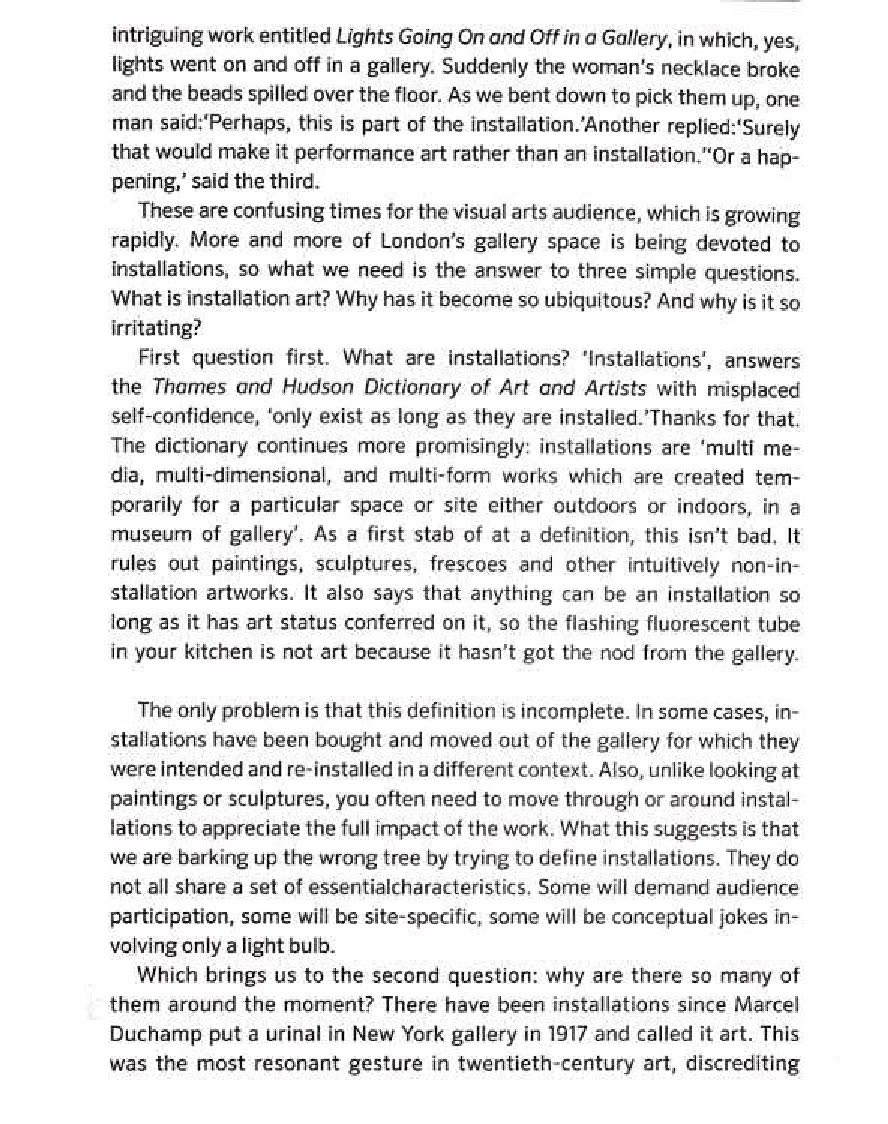 intriguing work entitled Lights Going On and Off in a Gallery, in which, yes,
lights went on and off in a gallery. Suddenly the woman's necklace broke
and the beads spilled over the floor. As we bent down to pick them up, one
man said:'Perhaps, this is part of the installation.'Another replied:'Surely
that would make it performance art rather than an installation.''Or a hap-
pening,' said the third.
These are confusing times for the visual arts audience, which is growing
rapidly. More and more of London's gallery space is being devoted to
installations, so what we need is the answer to three simple questions.
What is installation art? Why has it become so ubiquitous? And why is it so
irritating?
First question first. What are installations? 'Installations', answers
the Thames and Hudson Dictionary of Art and Artists with misplaced
self-confidence, 'only exist as long as they are installed.'Thanks for that.
The dictionary continues more promisingly: installations are 'multi me-
dia, multi-dimensional, and multi-form works which are created tem-
porarily for a particular space or site either outdoors or indoors, in a
museum of gallery'. As a first stab of at a definition, this isn't bad. It
rules out paintings, sculptures, frescoes and other intuitively non-in-
stallation artworks. It also says that anything can be an installation so
long as it has art status conferred on it, so the flashing fluorescent tube
in your kitchen is not art because it hasn't got the nod from the gallery.
The only problem is that this definition is incomplete. In some cases, in-
stallations have been bought and moved out of the gallery for which they
were intended and re-installed in a different context. Also, unlike looking at
paintings or sculptures, you often need to move through or around instal-
lations to appreciate the full impact of the work. What this suggests is that
we are barking up the wrong tree by trying to define installations. They do
not all share a set of essentialcharacteristics. Some will demand audience
participation, some will be site-specific, some will be conceptual jokes in-
volving only a light bulb.
Which brings us to the second question: why are there so many of
them around the moment? There have been installations since Marcel
Duchamp put a urinal in New York gallery in 1917 and called it art. This
was the most resonant gesture in twentieth-century art, discrediting